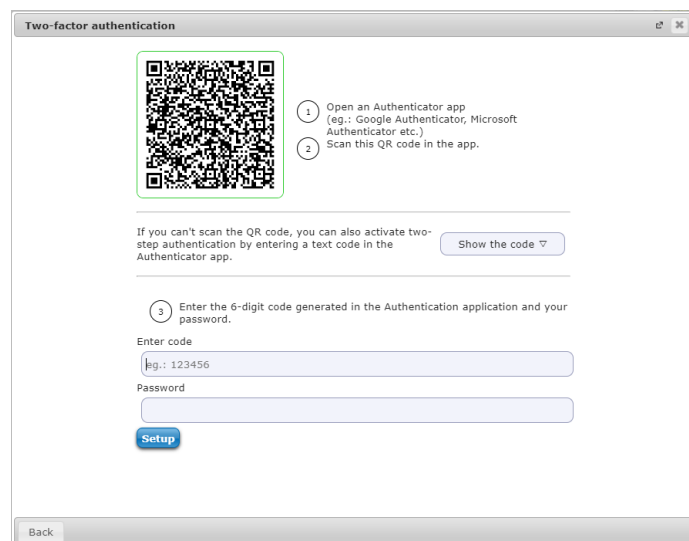 Two-factor authentication
1
Open an Authenticator app
(eg.: Google Authenticator, Microsoft
Authenticator etc.)
2
Scan this QR code in the app.
If you can't scan the QR code, you can also activate two-
step authentication by entering a text code in the
Authenticator app.
Show the code ▽
3
Enter the 6-digit code generated in the Authentication application and your
password.
Enter code
eg.: 123456
Password
Setup
Back